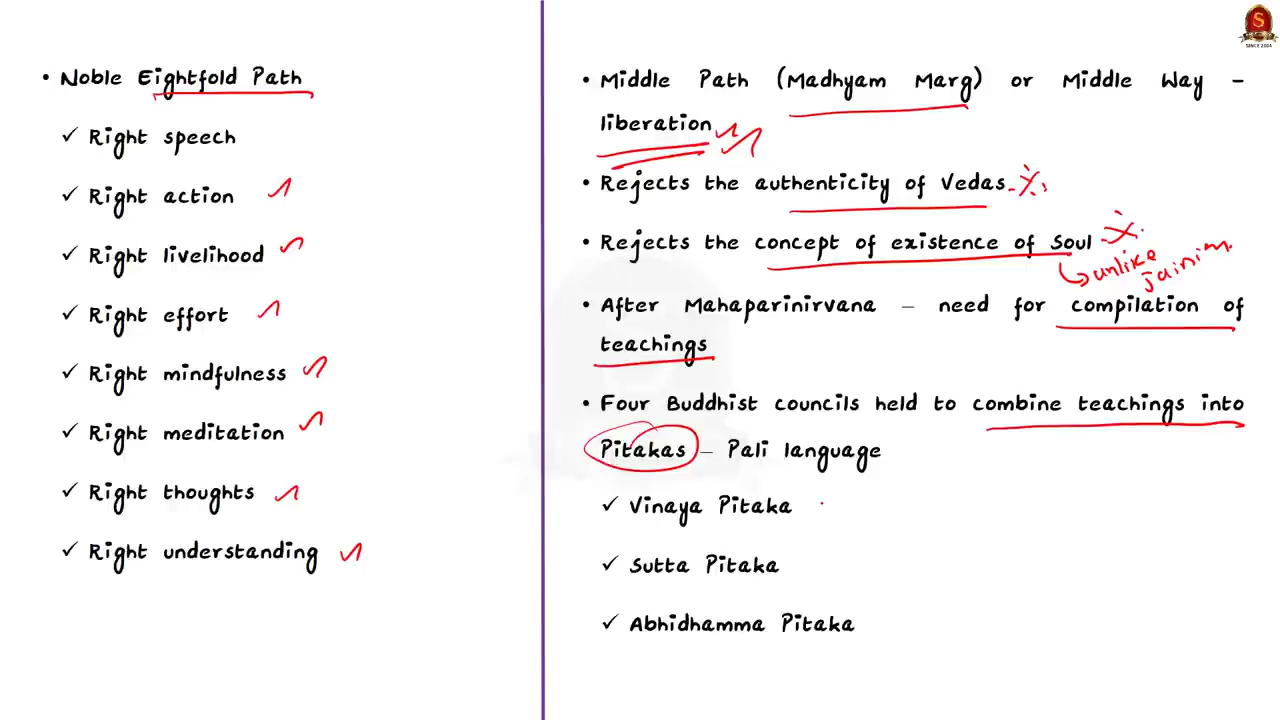 S
SINCE 2004
• Noble Eightfold Path
✓ Right speech
✓ Right action
✓ Right livelihood
✓ Right effort
✓ Right mindfulness
✓ Right meditation
✓ Right thoughts
✓ Right understanding
• Middle Path (Madhyam Marg) or Middle Way –
liberation
• Rejects the authenticity of Vedas
• Rejects the concept of existence of Soul
unlike
jainim.
• After Mahaparinirvana – need for compilation of
teachings
• Four Buddhist councils held to combine teachings into
Pitakas – Pali language
✓ Vinaya Pitaka
✓ Sutta Pitaka
✓ Abhidhamma Pitaka